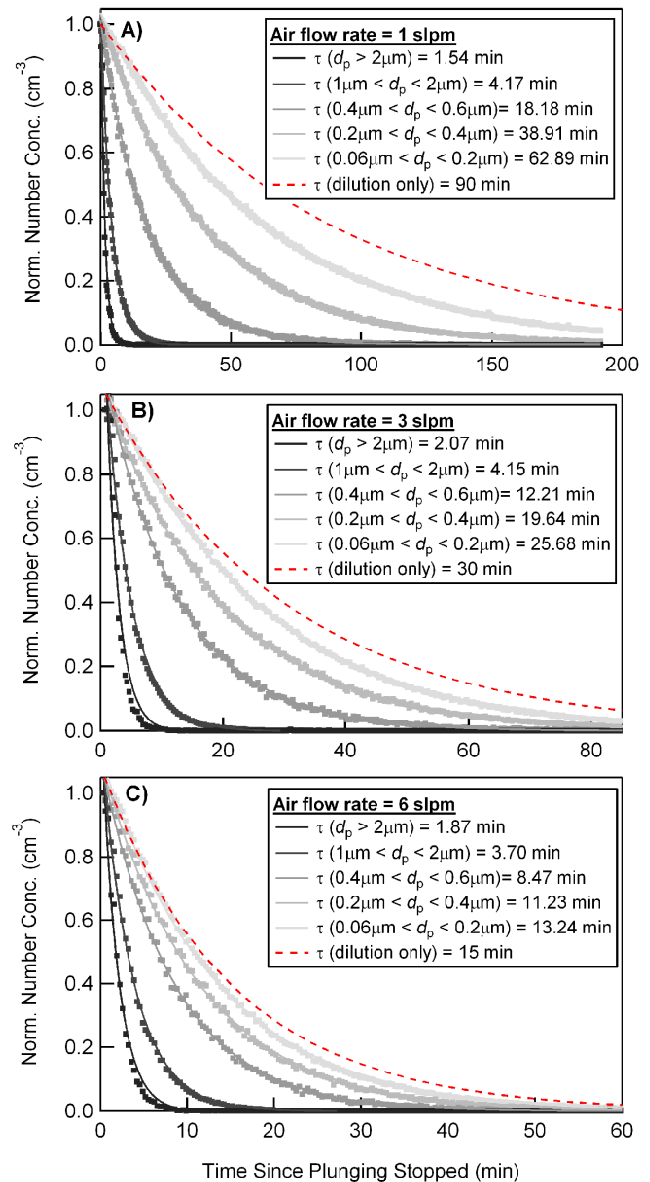 A)
Air flow rate = 1 slpm
τ (dp > 2μm) = 1.54 min
τ (1μm < dp < 2μm) = 4.17 min
τ (0.4μm < dp < 0.6μm)= 18.18 min
τ (0.2μm < dp < 0.4μm) = 38.91 min
τ (0.06μm < dp < 0.2μm) = 62.89 min
τ (dilution only) = 90 min
Norm. Number Conc. (cm⁻³)
1.0
0.8
0.6
0.4
0.2
0.0
0 50 100 150 200
B)
Air flow rate = 3 slpm
τ (dp > 2μm) = 2.07 min
τ (1μm < dp < 2μm) = 4.15 min
τ (0.4μm < dp < 0.6μm)= 12.21 min
τ (0.2μm < dp < 0.4μm) = 19.64 min
τ (0.06μm < dp < 0.2μm) = 25.68 min
τ (dilution only) = 30 min
Norm. Number Conc. (cm⁻³)
1.0
0.8
0.6
0.4
0.2
0.0
0 20 40 60 80
C)
Air flow rate = 6 slpm
τ (dp > 2μm) = 1.87 min
τ (1μm < dp < 2μm) = 3.70 min
τ (0.4μm < dp < 0.6μm)= 8.47 min
τ (0.2μm < dp < 0.4μm) = 11.23 min
τ (0.06μm < dp < 0.2μm) = 13.24 min
τ (dilution only) = 15 min
Norm. Number Conc. (cm⁻³)
1.0
0.8
0.6
0.4
0.2
0.0
0 10 20 30 40 50 60
Time Since Plunging Stopped (min)